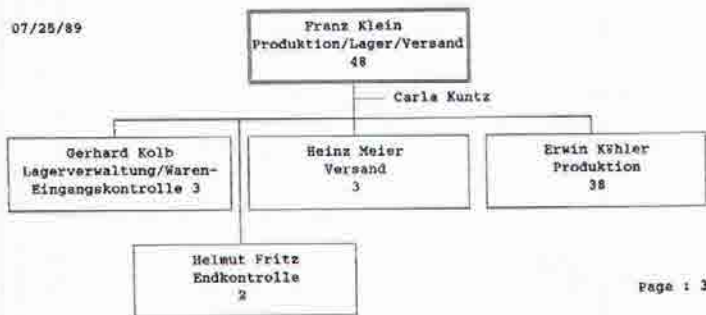 07/25/89
Franz Klein
Produktion/Lager/Versand
48
Carla Kuntz
Gerhard Kolb
Lagerverwaltung/Waren-
Eingangskontrolle 3
Heinz Meier
Versand
3
Erwin Köhler
Produktion
38
Helmut Fritz
Endkontrolle
2
Page : 3